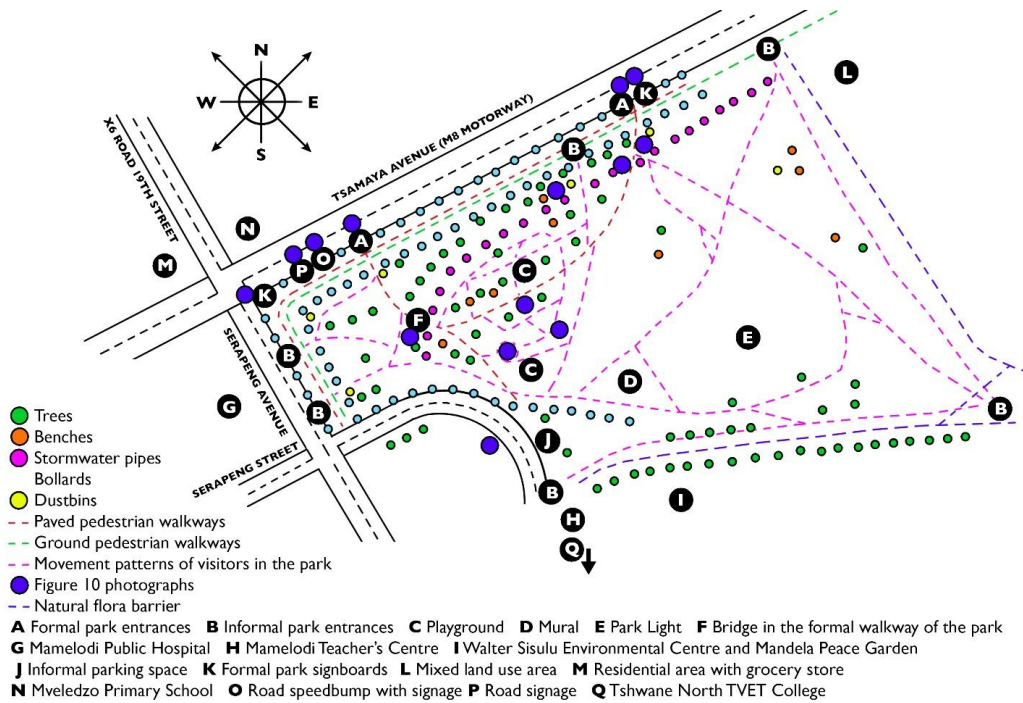 N
W E
S
X6 ROAD 19TH STREET
TSAMAYA AVENUE (M8 MOTORWAY)
B
L
A K
B
N
M
A
O
P
K
C
F
E
SERAPENG AVENUE
B
C
D
G
B
B
J
SERAPENG STREET
B
I
H
Q
Trees
Benches
Stormwater pipes
Bollards
Dustbins
Paved pedestrian walkways
Ground pedestrian walkways
Movement patterns of visitors in the park
Figure 10 photographs
Natural flora barrier
A Formal park entrances B Informal park entrances C Playground D Mural E Park Light F Bridge in the formal walkway of the park
G Mamelodi Public Hospital H Mamelodi Teacher's Centre I Walter Sisulu Environmental Centre and Mandela Peace Garden
J Informal parking space K Formal park signboards L Mixed land use area M Residential area with grocery store
N Mveledzo Primary School O Road speedbump with signage P Road signage Q Tshwane North TVET College